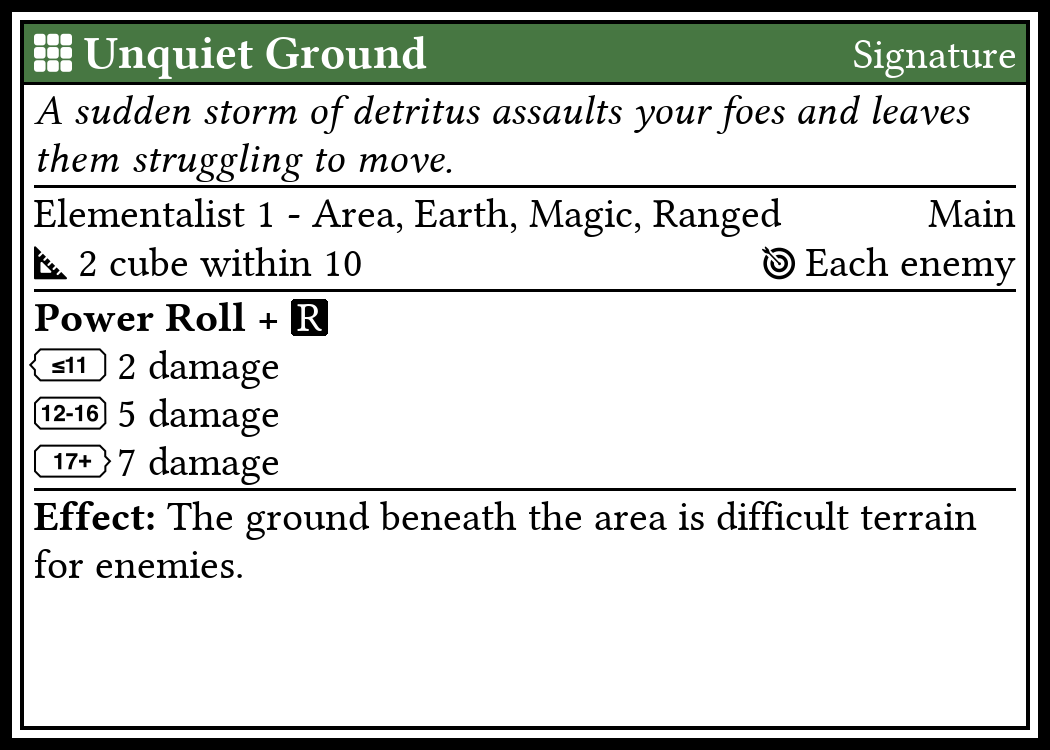 Unquiet Ground Signature
A sudden storm of detritus assaults your foes and leaves
them struggling to move.
Elementalist 1 - Area, Earth, Magic, Ranged Main
2 cube within 10 Each enemy
Power Roll + R
≤11 2 damage
12-16 5 damage
17+ 7 damage
Effect: The ground beneath the area is difficult terrain
for enemies.